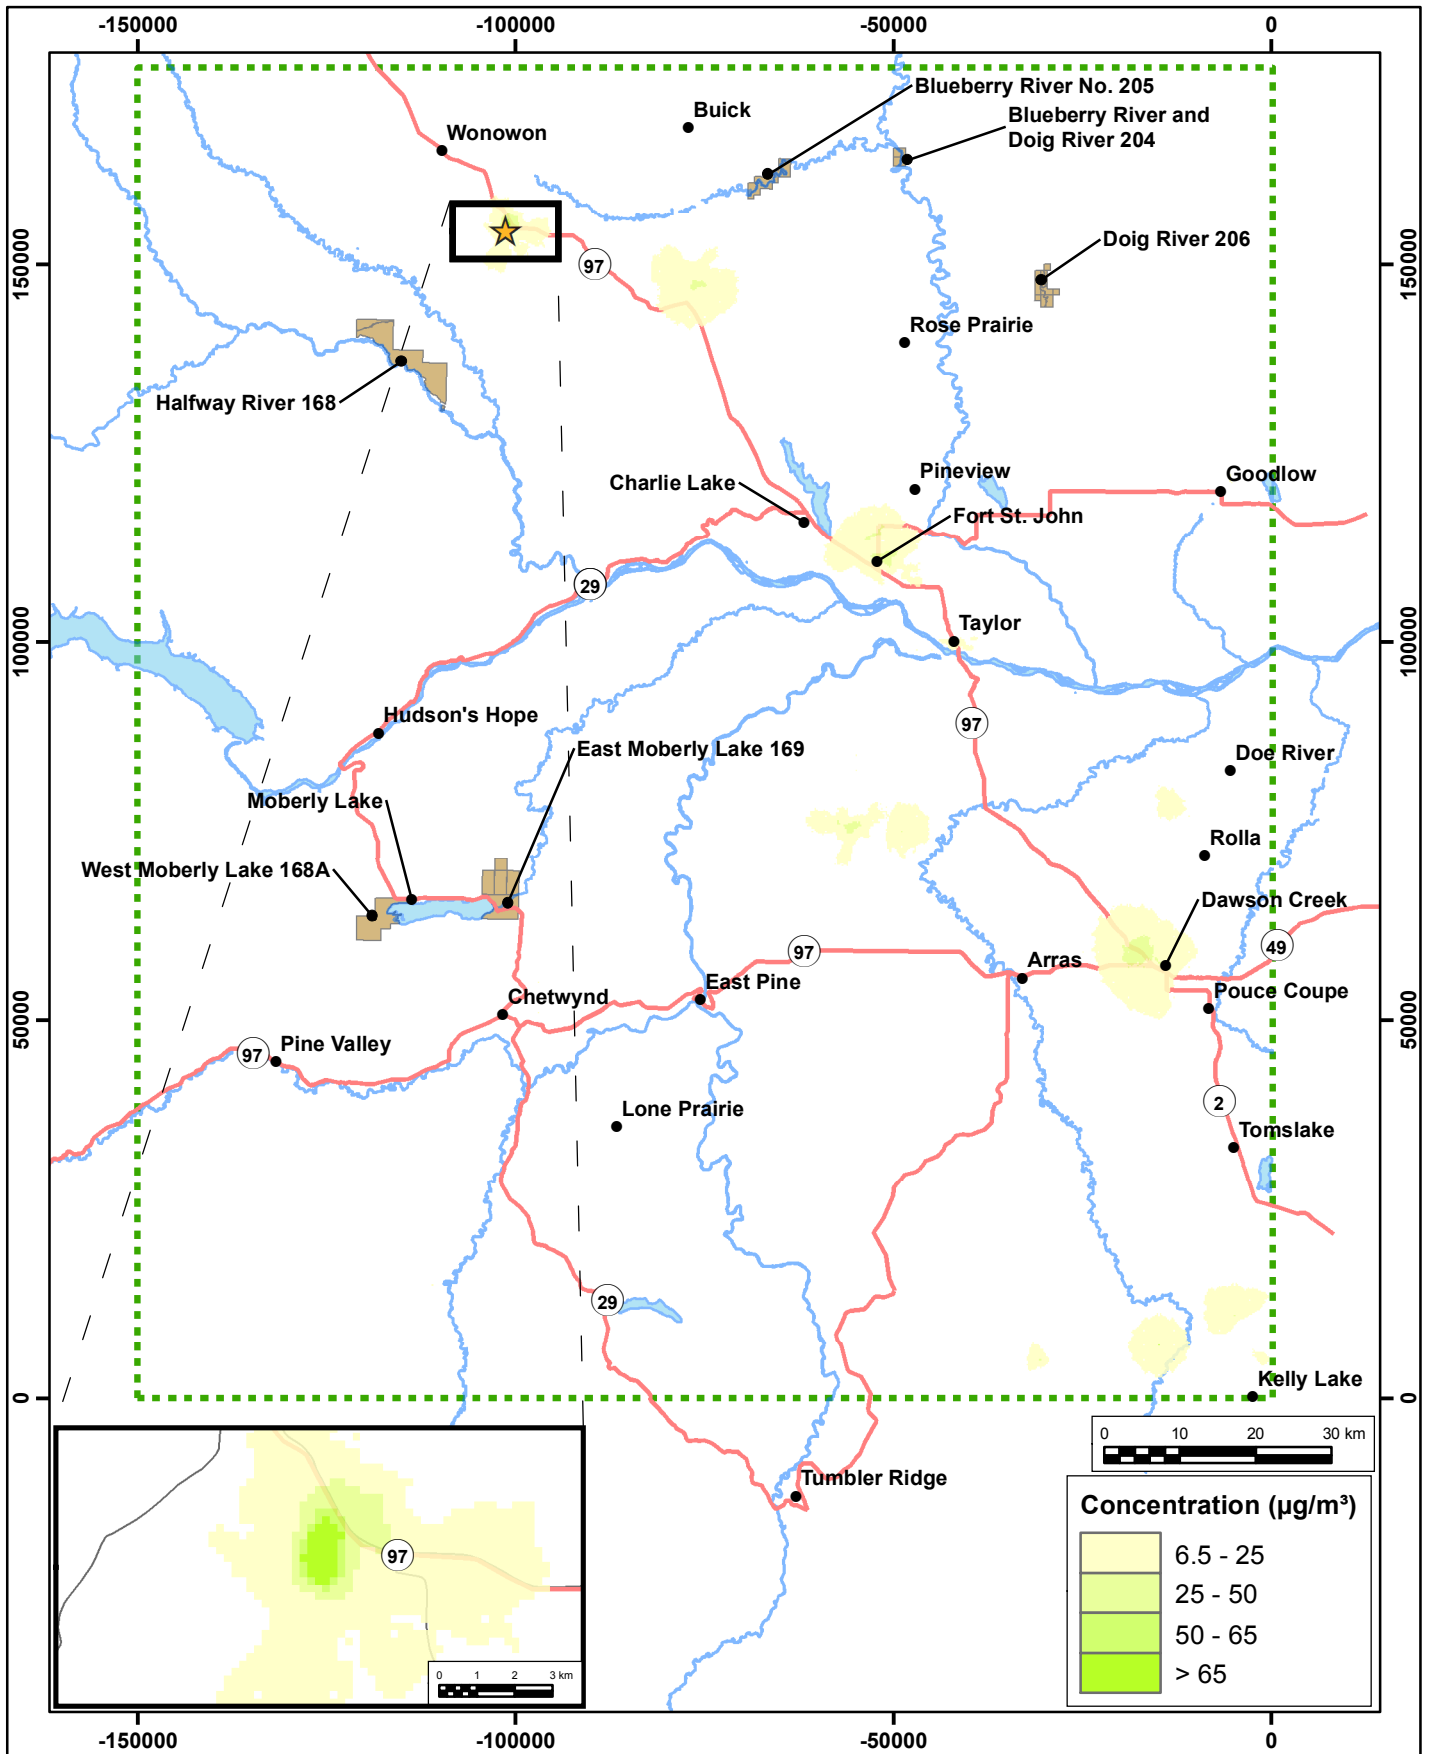 -150000
-100000
-50000
0
Blueberry River No. 205
Buick
Blueberry River and
Doig River 204
Wonowon
150000
150000
Doig River 206
97
Rose Prairie
Halfway River 168
Pineview
Goodlow
Charlie Lake
Fort St. John
29
Taylor
100000
100000
Hudson's Hope
97
East Moberly Lake 169
Doe River
Moberly Lake
Rolla
West Moberly Lake 168A
Dawson Creek
97
49
Arras
East Pine
Pouce Coupe
Chetwynd
50000
50000
Pine Valley
97
Lone Prairie
2
Tomslake
29
Kelly Lake
0
0
0 10 20 30 km
Tumbler Ridge
Concentration (µg/m³)
6.5 - 25
25 - 50
50 - 65
> 65
97
0 1 2 3 km
-150000
-100000
-50000
0